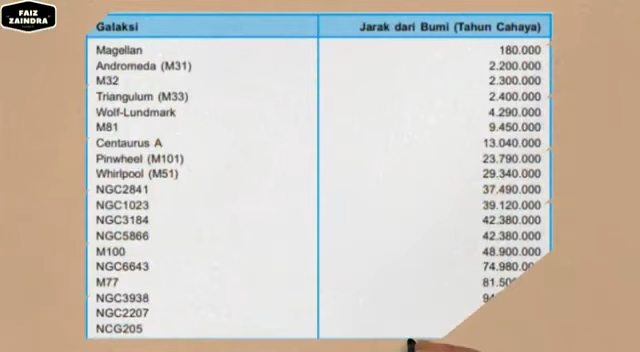 FAIZ
ZAINDRA
Galaksi Jarak dari Bumi (Tahun Cahaya)
Magellan 180.000
Andromeda (M31) 2.200.000
M32 2.300.000
Triangulum (M33) 2.400.000
Wolf-Lundmark 4.290.000
M81 9.450.000
Centaurus A 13.040.000
Pinwheel (M101) 23.790.000
Whirlpool (M51) 29.340.000
NGC2841 37.490.000
NGC1023 39.120.000
NGC3184 42.380.000
NGC5866 42.380.000
M100 48.900.000
NGC6643 74.980.00
M77 81.50
NGC3938
NGC2207
NCG205